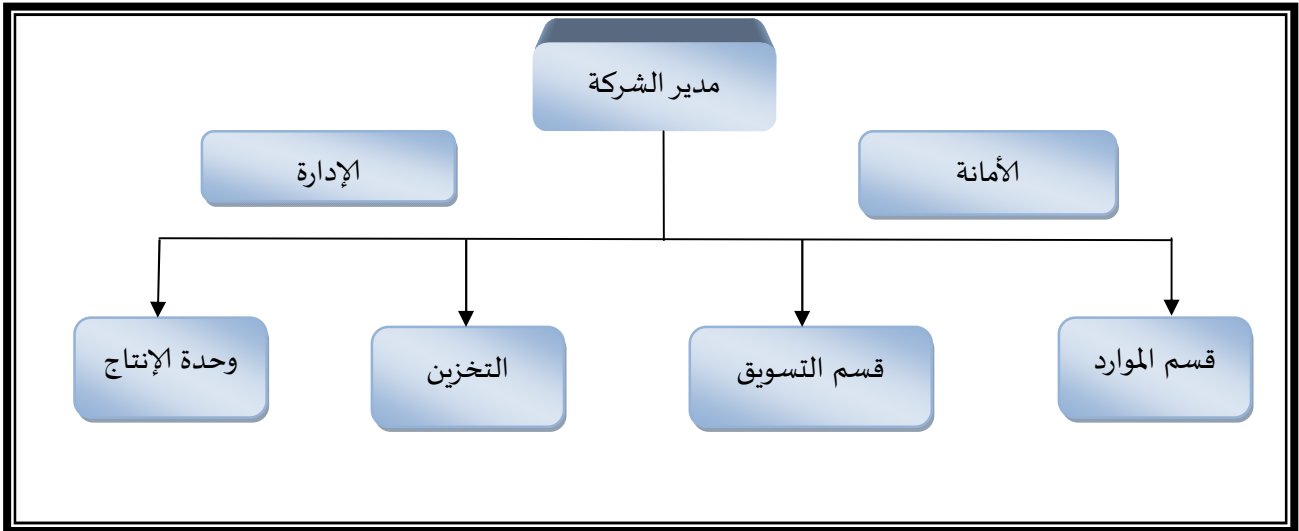 مدير الشركة
الأمانة
الإدارة
قسم الموارد
قسم التسويق
التخزين
وحدة الإنتاج